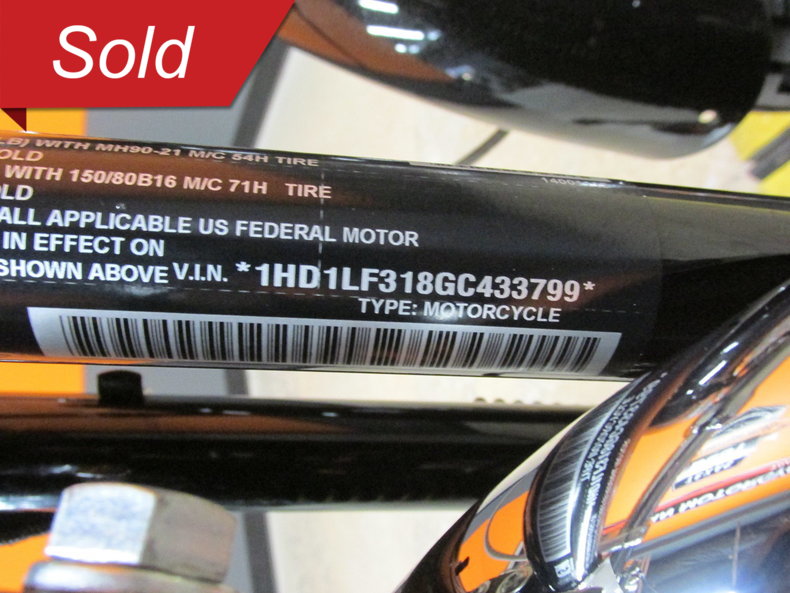 Sold
WITH MH90-21 M/C 54H TIRE
OLD
WITH 150/80B16 M/C 71H TIRE
OLD
ALL APPLICABLE US FEDERAL MOTOR
IN EFFECT ON
SHOWN ABOVE V.I.N. *1HD1LF318GC433799*
TYPE: MOTORCYCLE